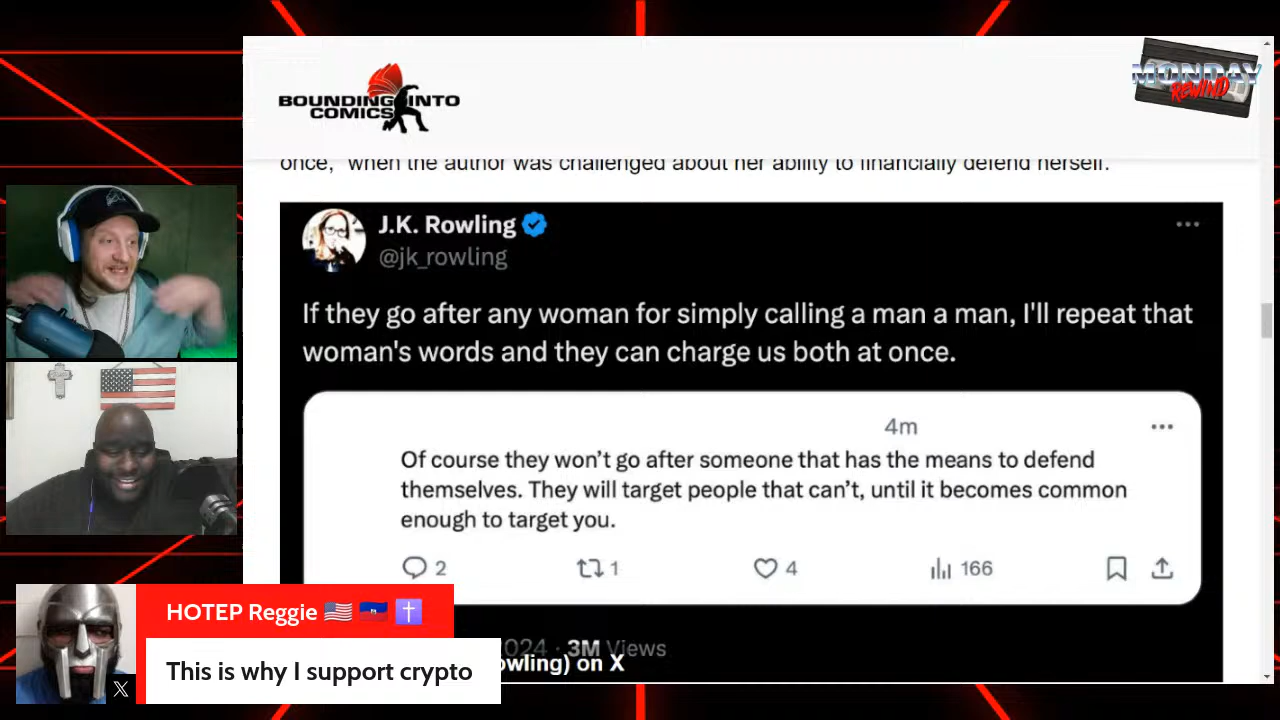 BOUNDING INTO
COMICS
MONDAY
REWIND
once," when the author was challenged about her ability to financially defend herself.
J.K. Rowling
@jk_rowling
If they go after any woman for simply calling a man a man, I'll repeat that
woman's words and they can charge us both at once.
4m
Of course they won't go after someone that has the means to defend
themselves. They will target people that can't, until it becomes common
enough to target you.
2 1 4 166
HOTEP Reggie
024 · 3M Views
owling) on X
This is why I support crypto